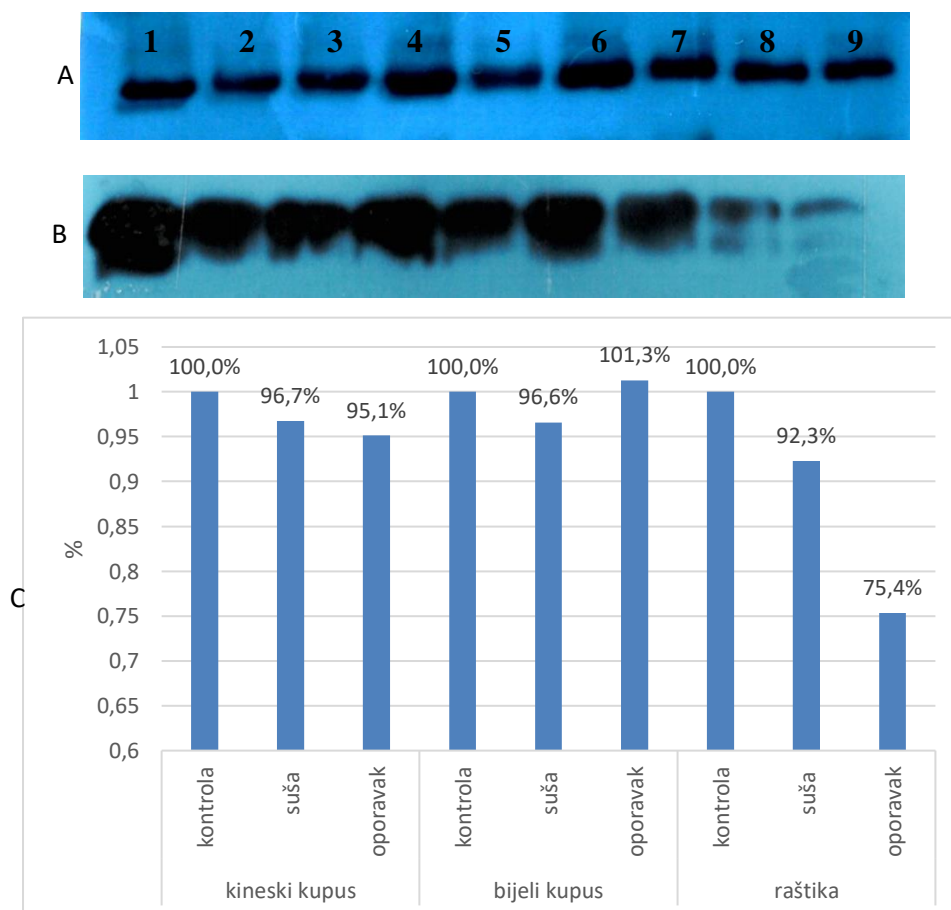 1 2 3 4 5 6 7 8 9
A
B
C
1,05
1
0,95
0,9
0,85
0,8
0,75
0,7
0,65
0,6
%
100,0% 96,7% 95,1% 100,0% 96,6% 101,3% 100,0% 92,3% 75,4%
kontrola suša oporavak kontrola suša oporavak kontrola suša oporavak
kineski kupus bijeli kupus raštika